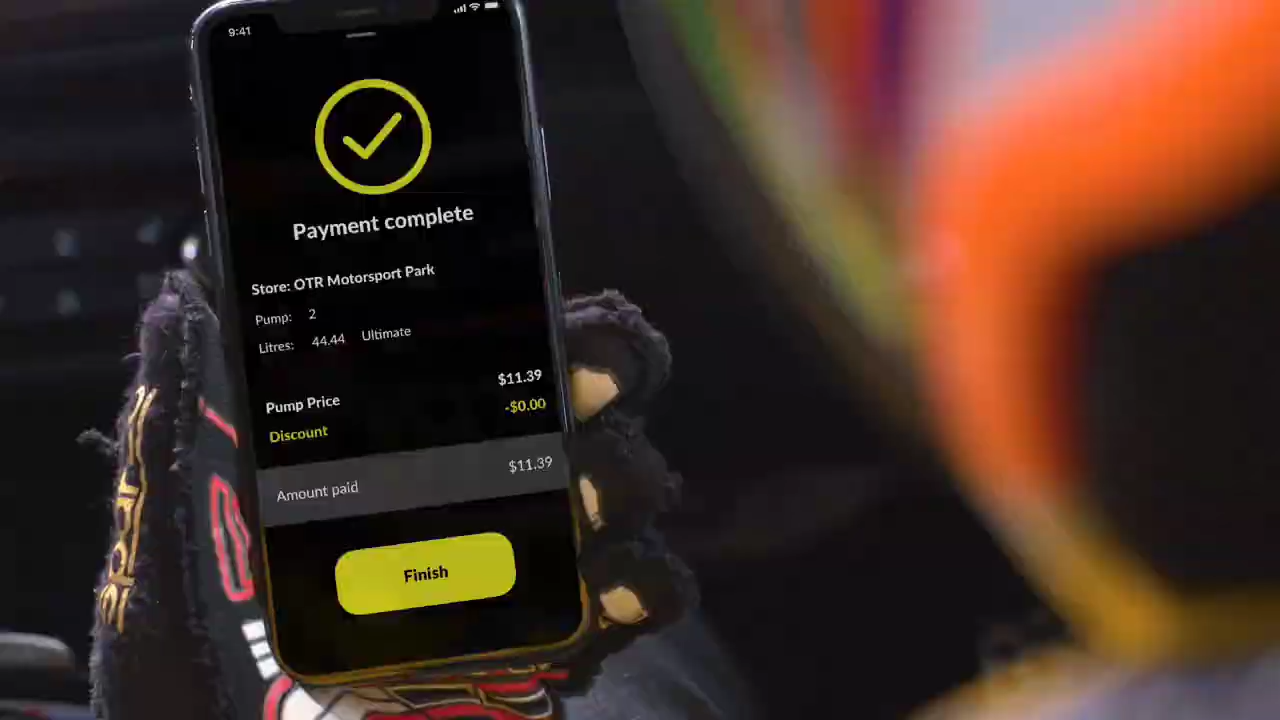 9:41
Payment complete
Store: OTR Motorsport Park
Pump: 2
Litres: 44.44 Ultimate
Pump Price $11.39
Discount -$0.00
Amount paid $11.39
Finish